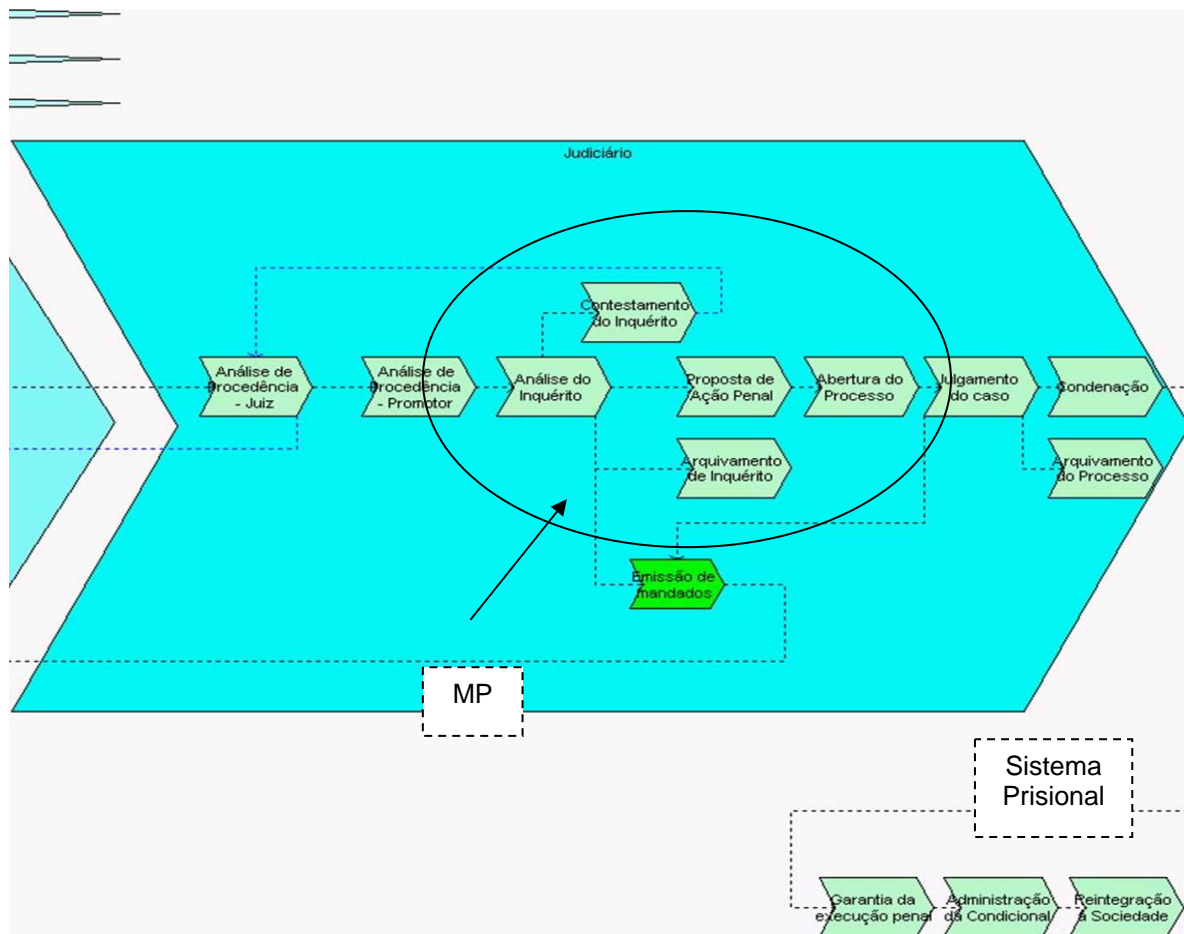 Judiciário
Contestamento
do Inquérito
Análise de
Procedência
- Juiz
Análise de
Procedência
- Promotor
Análise do
Inquérito
Proposta de
Ação Penal
Abertura do
Processo
Julgamento
do caso
Condenação
Arquivamento
de Inquérito
Arquivamento
do Processo
Emissão de
mandados
MP
Sistema
Prisional
Garantia da
execução penal
Administração
da Condicional
Reintegração
à Sociedade